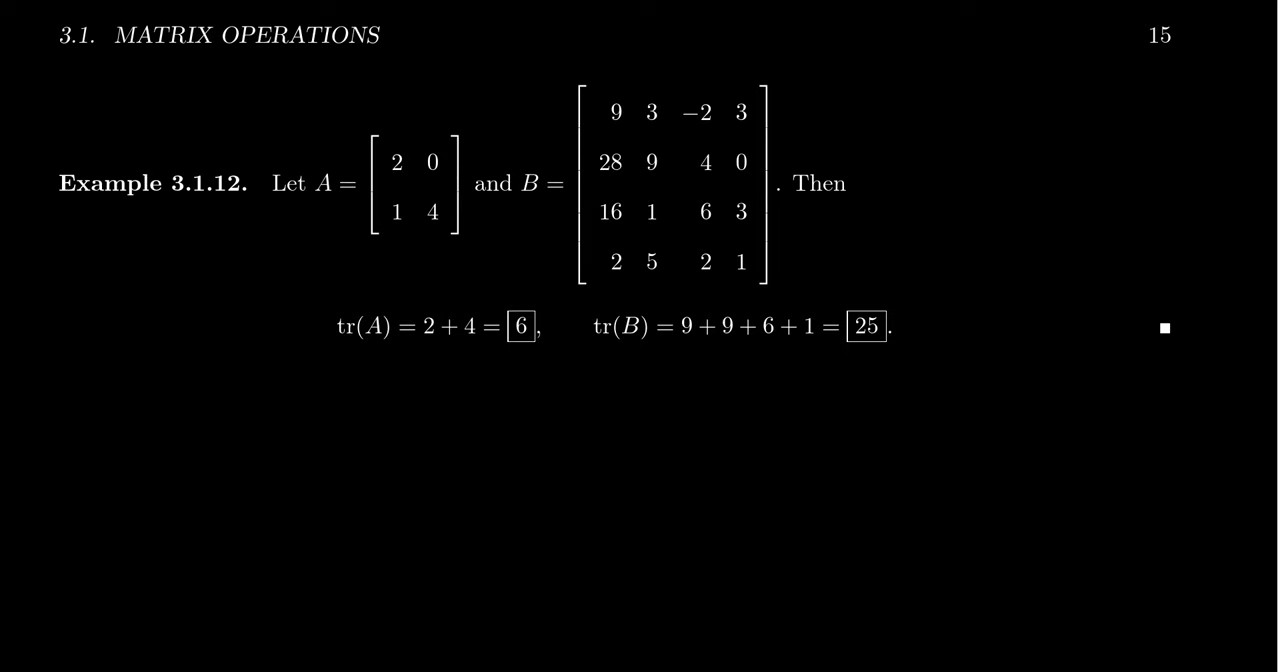 3.1. MATRIX OPERATIONS 15
9 3 −2 3
2 0 28 9 4 0
Example 3.1.12. Let A = and B = . Then
1 4 16 1 6 3
2 5 2 1
tr(A) = 2 + 4 = 6, tr(B) = 9 + 9 + 6 + 1 = 25.